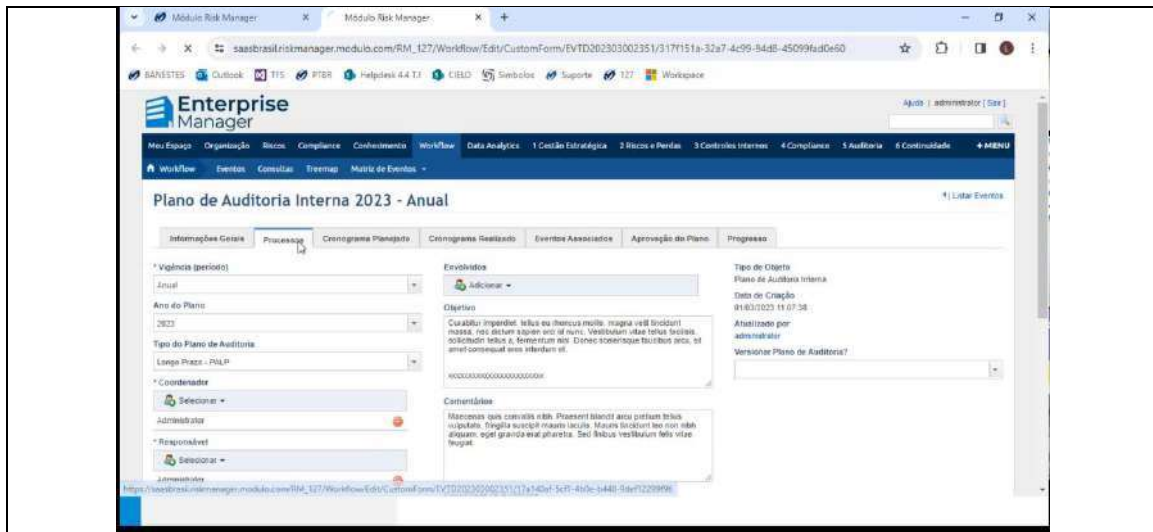 Módulo Risk Manager
Módulo Risk Manager
saasbrasil.riskmanager.modulo.com/RM_127/Workflow/Edit/CustomForm/EVTD202303002351/317f151a-32a7-4c99-94d8-45099fad0e60
BANESTES Outlook TFS PTBR Helpdesk 4.4 TJ CIELO Simbolos Suporte 127 Workspace
Enterprise
Manager
Ajuda | administrator [ Sair ]
Meu Espaço Organização Riscos Compliance Conhecimento Workflow Data Analytics 1 Gestão Estratégica 2 Riscos e Perdas 3 Controles Internos 4 Compliance 5 Auditoria 6 Continuidade + MENU
Workflow Eventos Consultas Treemap Matriz de Eventos
Plano de Auditoria Interna 2023 - Anual
Listar Eventos
Informações Gerais Processos Cronograma Planejado Cronograma Realizado Eventos Associados Aprovação do Plano Progresso
* Vigência (período)
Anual
Ano do Plano
2023
Tipo do Plano de Auditoria
Longo Prazo - PALP
* Coordenador
Selecionar
Administrator
* Responsável
Selecionar
Administrator
Envolvidos
Adicionar
Objetivo
Curabitur imperdiet, tellus eu rhoncus mollis, magna velit tincidunt
massa, nec dictum sapien orci id nunc. Vestibulum vitae tellus facilisis,
sollicitudin tellus a, fermentum nisi. Donec scelerisque faucibus arcu, sit
amet consequat eros interdum et.
Comentários
Maecenas quis convallis nibh. Praesent blandit arcu pretium tellus
vulputate, fringilla suscipit mauris iaculis. Mauris tincidunt leo non nibh
aliquam, eget gravida erat pharetra. Sed finibus vestibulum felis vitae
feugiat.
Tipo de Objeto
Plano de Auditoria Interna
Data de Criação
01/03/2023 11:07:38
Atualizado por
administrator
Versionar Plano de Auditoria?